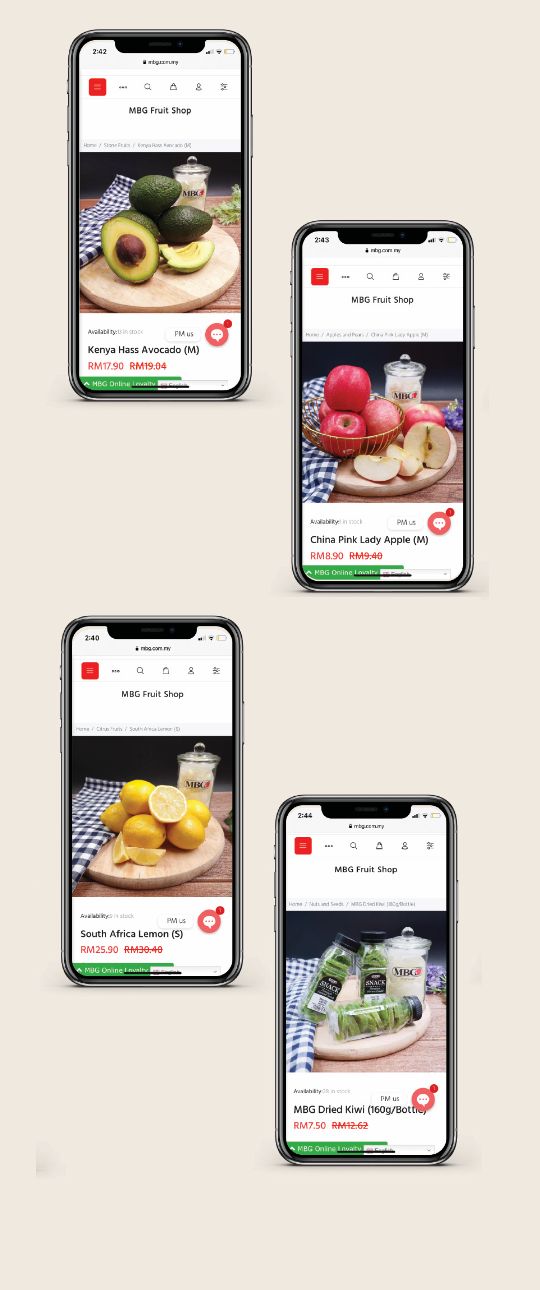 2:42
mbg.com.my
MBG Fruit Shop
Home / Stone Fruits / Kenya Hass Avocado (M)
MBG
Availability: in stock
PM us
1
Kenya Hass Avocado (M)
RM17.90 RM19.04
MBG Online Loyalty English
2:43
mbg.com.my
MBG Fruit Shop
Home / Apples and Pears / China Pink Lady Apple (M)
MBG
Availability: in stock
PM us
1
China Pink Lady Apple (M)
RM8.90 RM9.40
MBG Online Loyalty English
2:40
mbg.com.my
MBG Fruit Shop
Home / Citrus Fruits / South Africa Lemon (S)
MBG
Availability: in stock
PM us
1
South Africa Lemon (S)
RM25.90 RM30.40
MBG Online Loyalty English
2:44
mbg.com.my
MBG Fruit Shop
Home / Nuts and Seeds / MBG Dried Kiwi (160g/Bottle)
SNACK
SNACK
MBG
Availability: in stock
PM us
1
MBG Dried Kiwi (160g/Bottle)
RM7.50 RM12.62
MBG Online Loyalty English